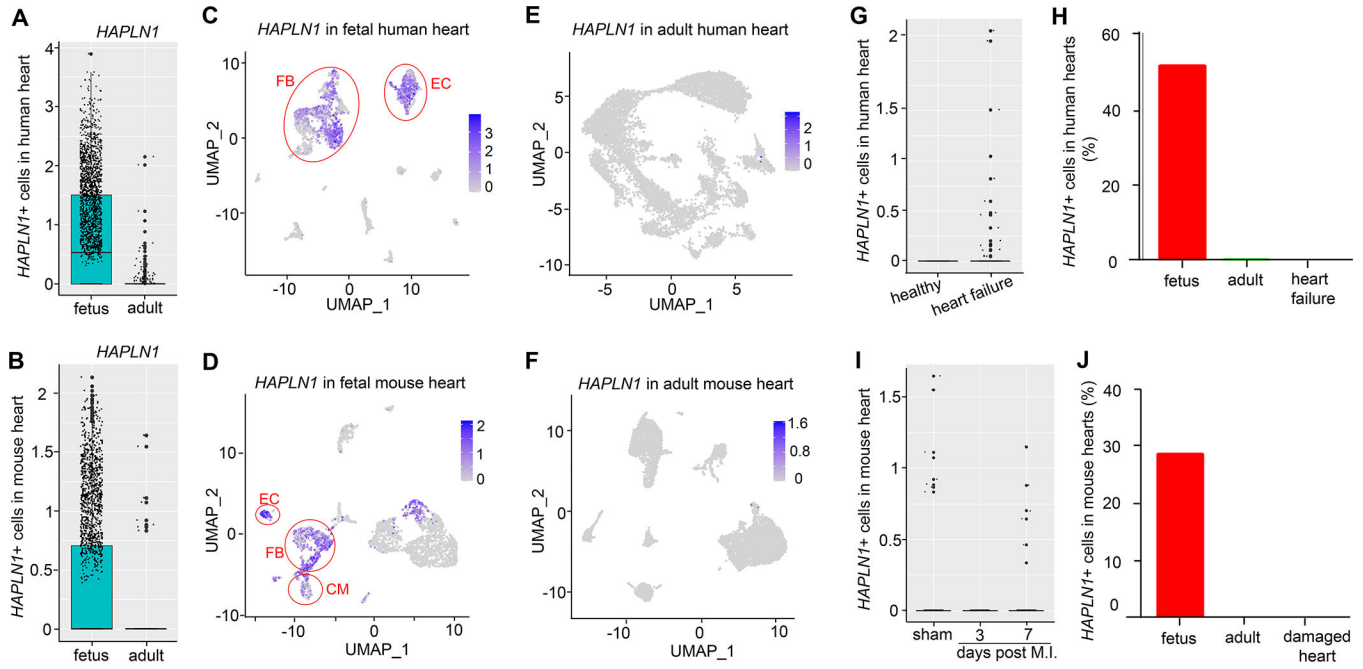 A
HAPLN1
HAPLN1+ cells in human heart
4
3
2
1
0
fetus
adult
C
HAPLN1 in fetal human heart
FB
EC
UMAP_2
10
0
-10
3
2
1
0
-10
0
10
UMAP_1
E
HAPLN1 in adult human heart
UMAP_2
5
0
-5
-10
2
1
0
-5
0
5
UMAP_1
G
HAPLN1+ cells in human heart
2
1.5
1
0.5
0
healthy
heart failure
H
HAPLN1+ cells in human hearts
(%)
60
40
20
0
fetus
adult
heart
failure
B
HAPLN1
HAPLN1+ cells in mouse heart
2
1.5
1
0.5
0
fetus
adult
D
HAPLN1 in fetal mouse heart
EC
FB
CM
UMAP_2
10
0
-10
2
1
0
-10
0
10
UMAP_1
F
HAPLN1 in adult mouse heart
UMAP_2
10
5
0
-5
-10
1.6
0.8
0
-10
0
10
UMAP_1
I
HAPLN1+ cells in mouse heart
1.5
1
0.5
0
sham
3
7
days post M.I.
J
HAPLN1+ cells in mouse hearts (%)
40
30
20
10
0
fetus
adult
damaged
heart